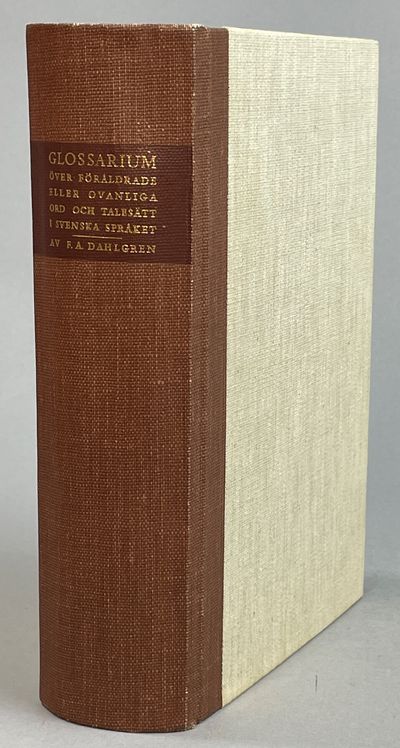 GLOSSARIUM
ÖVER FÖRÅLDRADE
ELLER OVANLIGA
ORD OCH TALESÄTT
I SVENSKA SPRÅKET
AV F. A. DAHLGREN